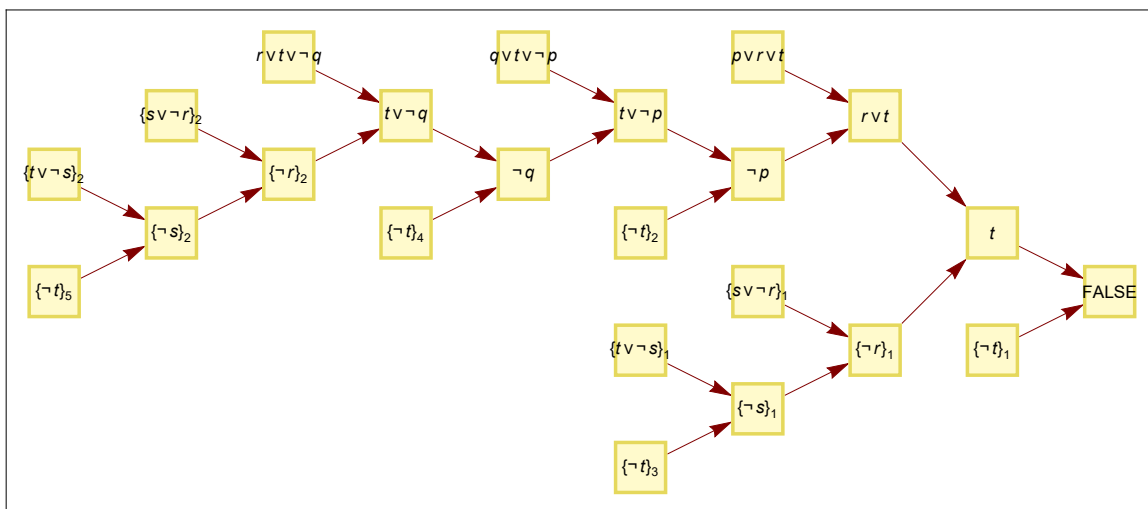 r∨t∨¬q
q∨t∨¬p
p∨r∨t
{s∨¬r}₂
t∨¬q
t∨¬p
r∨t
{t∨¬s}₂
{¬r}₂
¬q
¬p
{¬s}₂
{¬t}₄
{¬t}₂
t
{¬t}₅
{s∨¬r}₁
FALSE
{t∨¬s}₁
{¬r}₁
{¬t}₁
{¬s}₁
{¬t}₃